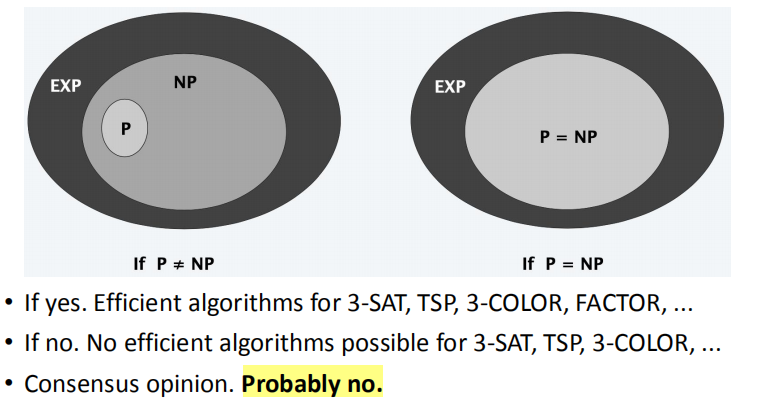 EXP
NP
P
EXP
P = NP
If P ≠ NP
If P = NP
• If yes. Efficient algorithms for 3-SAT, TSP, 3-COLOR, FACTOR, ...
• If no. No efficient algorithms possible for 3-SAT, TSP, 3-COLOR, ...
• Consensus opinion. Probably no.